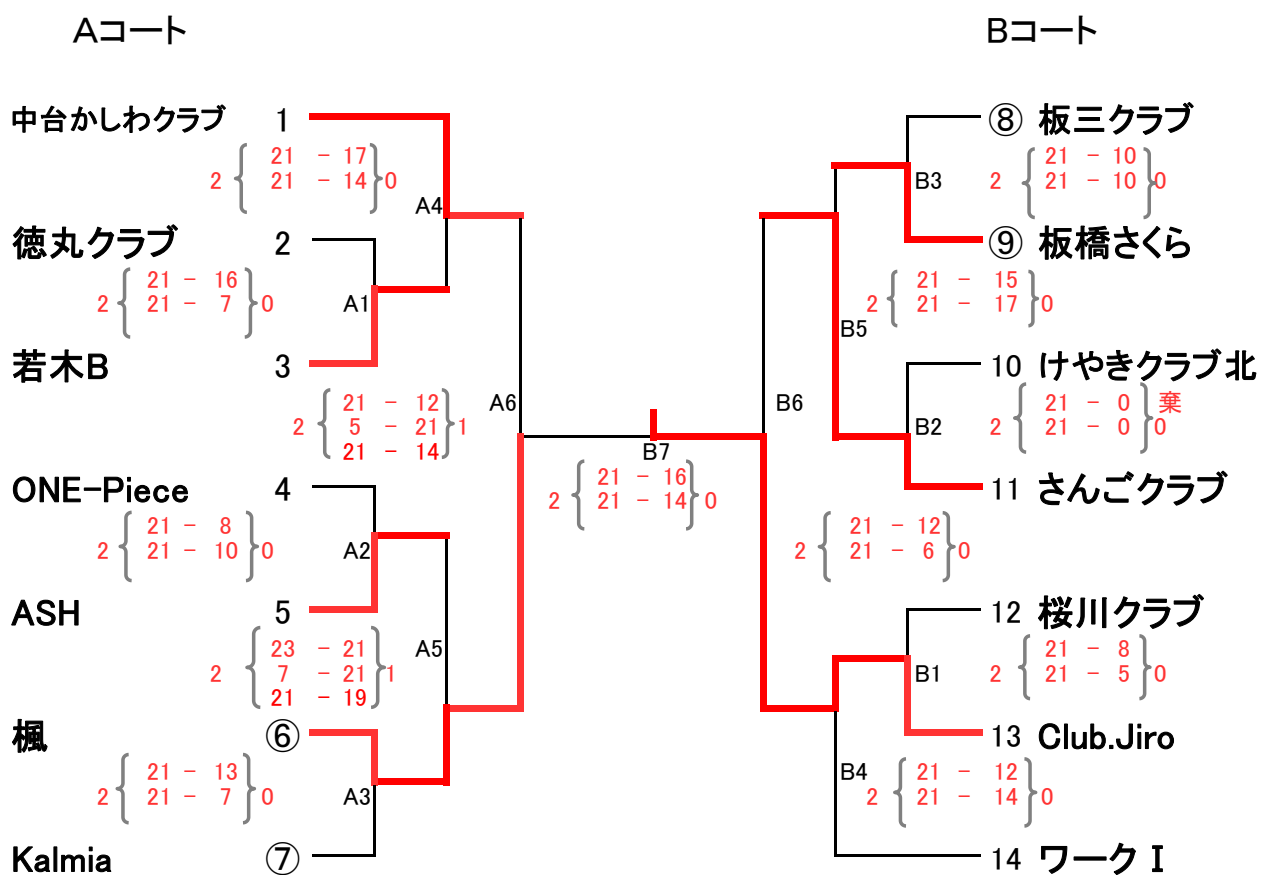 Aコート
Bコート
中台かしわクラブ 1
21 - 17
2 21 - 14 0
A4
徳丸クラブ 2
21 - 16
2 21 - 7 0
A1
若木B 3
21 - 12
2 5 - 21 1
21 - 14
A6
ONE-Piece 4
21 - 8
2 21 - 10 0
A2
ASH 5
23 - 21
2 7 - 21 1
21 - 19
A5
楓 ⑥
21 - 13
2 21 - 7 0
A3
Kalmia ⑦
B7
21 - 16
2 21 - 14 0
⑧ 板三クラブ
21 - 10
2 21 - 10 0
B3
⑨ 板橋さくら
21 - 15
2 21 - 17 0
B5
10 けやきクラブ北
21 - 0 棄
2 21 - 0 0
B2
B6
11 さんごクラブ
21 - 12
2 21 - 6 0
12 桜川クラブ
21 - 8
2 21 - 5 0
B1
13 Club.Jiro
B4
21 - 12
2 21 - 14 0
14 ワークⅠ